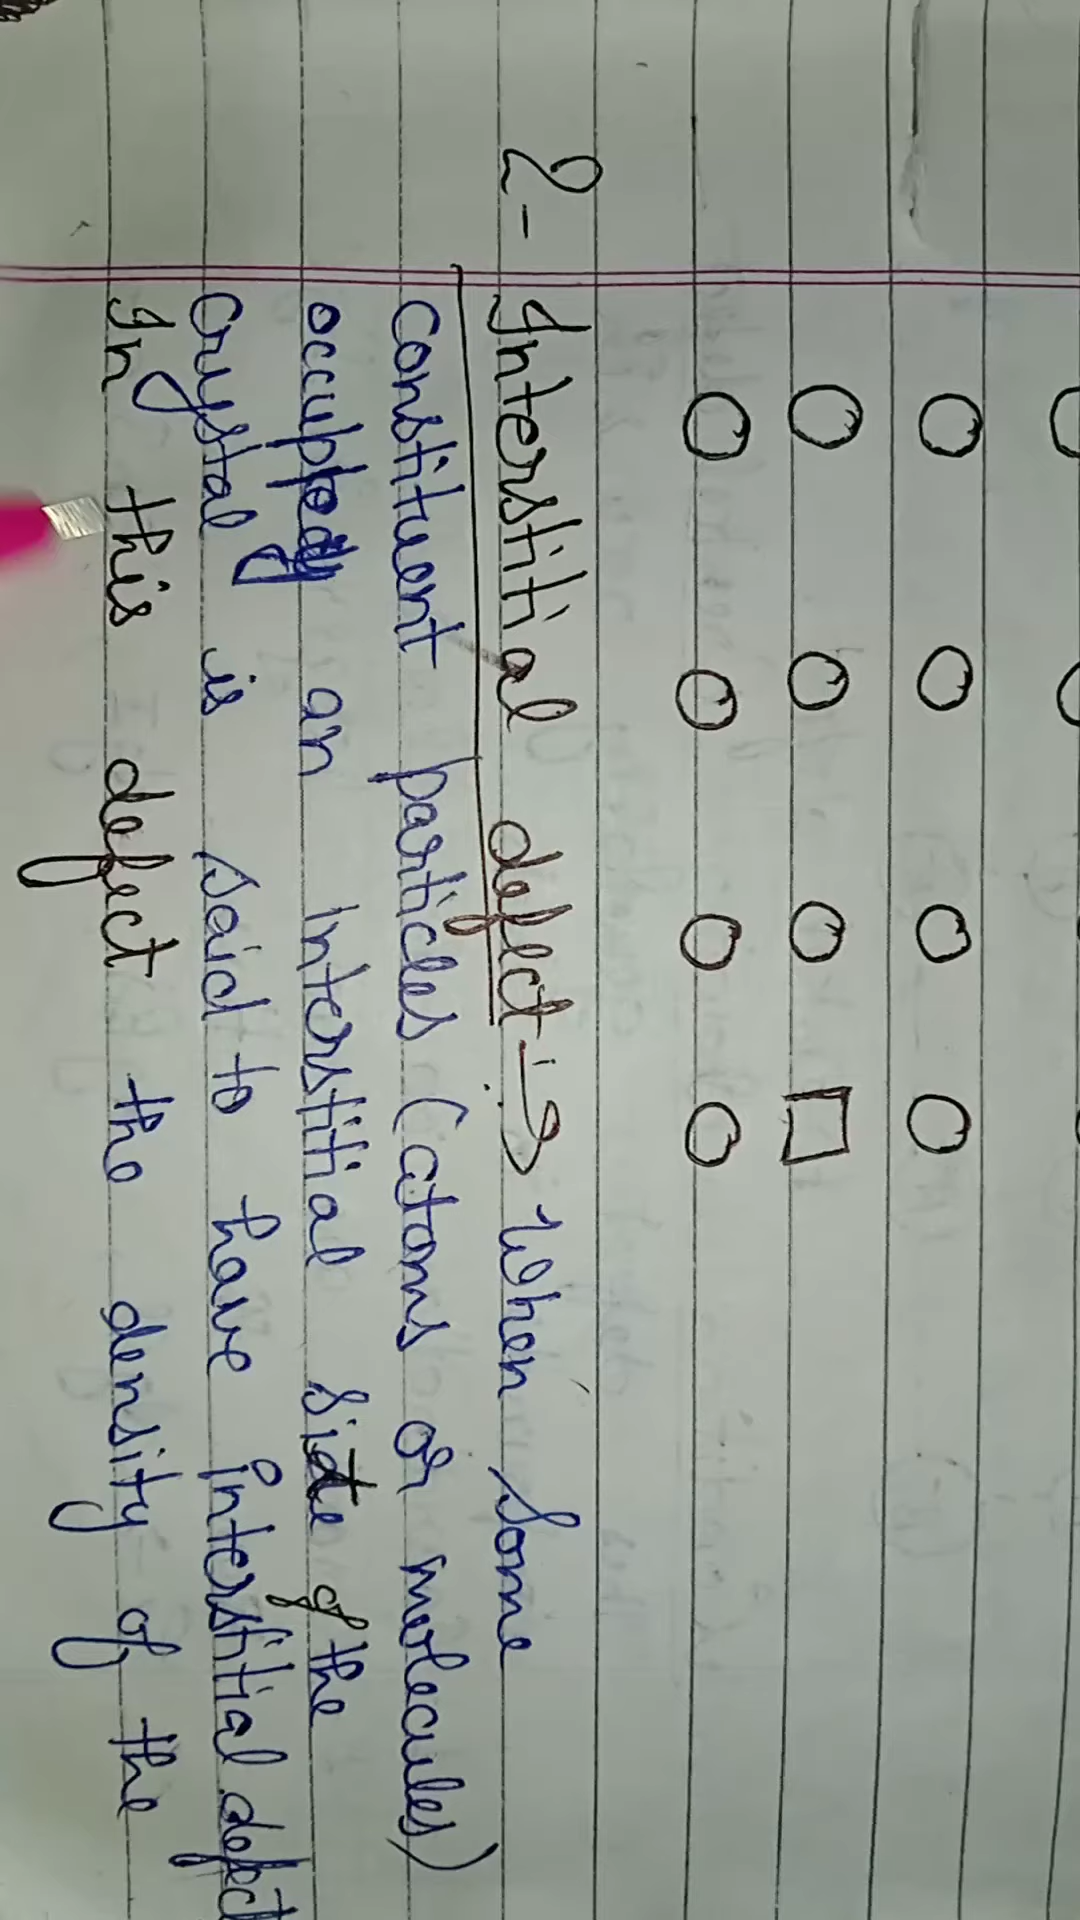 2- Interstitial defect :→ When some
constituent particles (atoms or molecules)
occupy an Interstitial site of the
crystal is said to have interstitial defect
In this defect the density of the